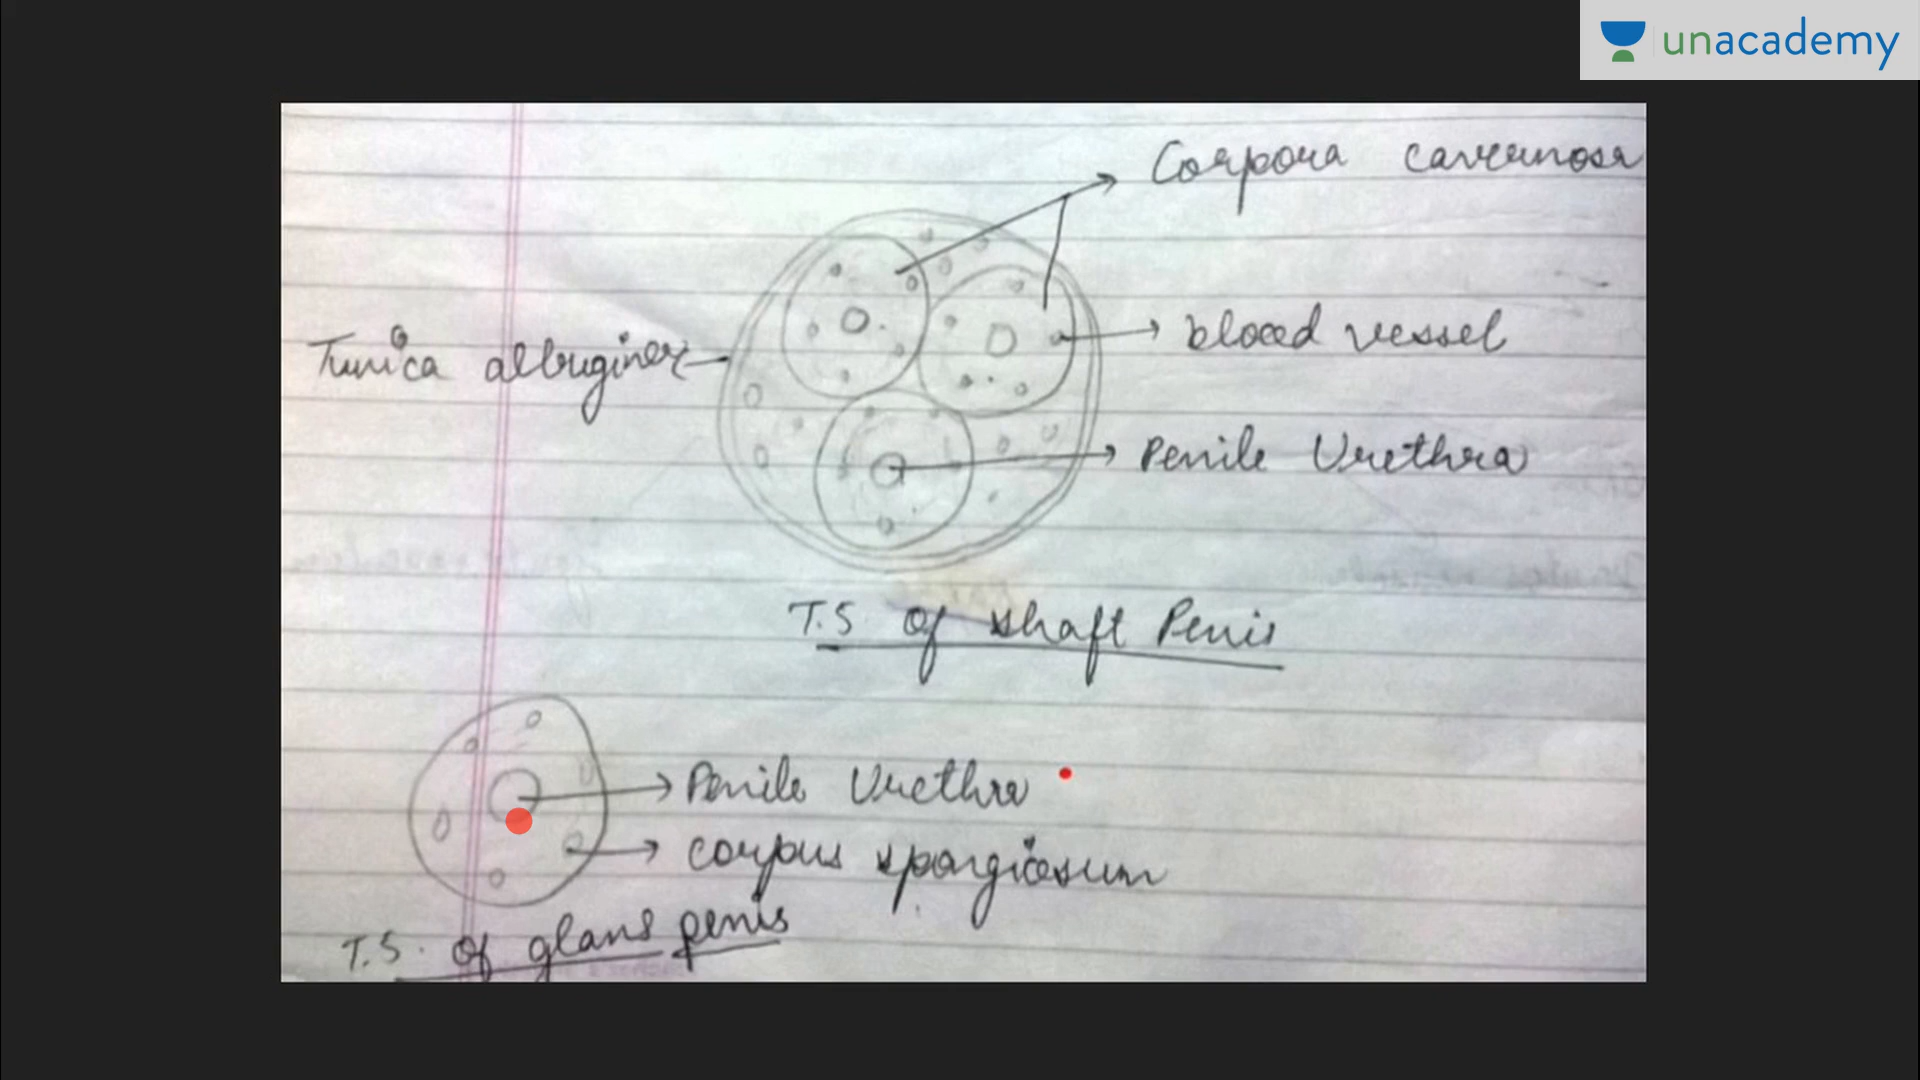 unacademy
Corpora cavernosa
Tunica albuginea
blood vessel
Penile Urethra
T.S. of shaft Penis
Penile Urethra
corpus spongiosum
T.S. of glans penis